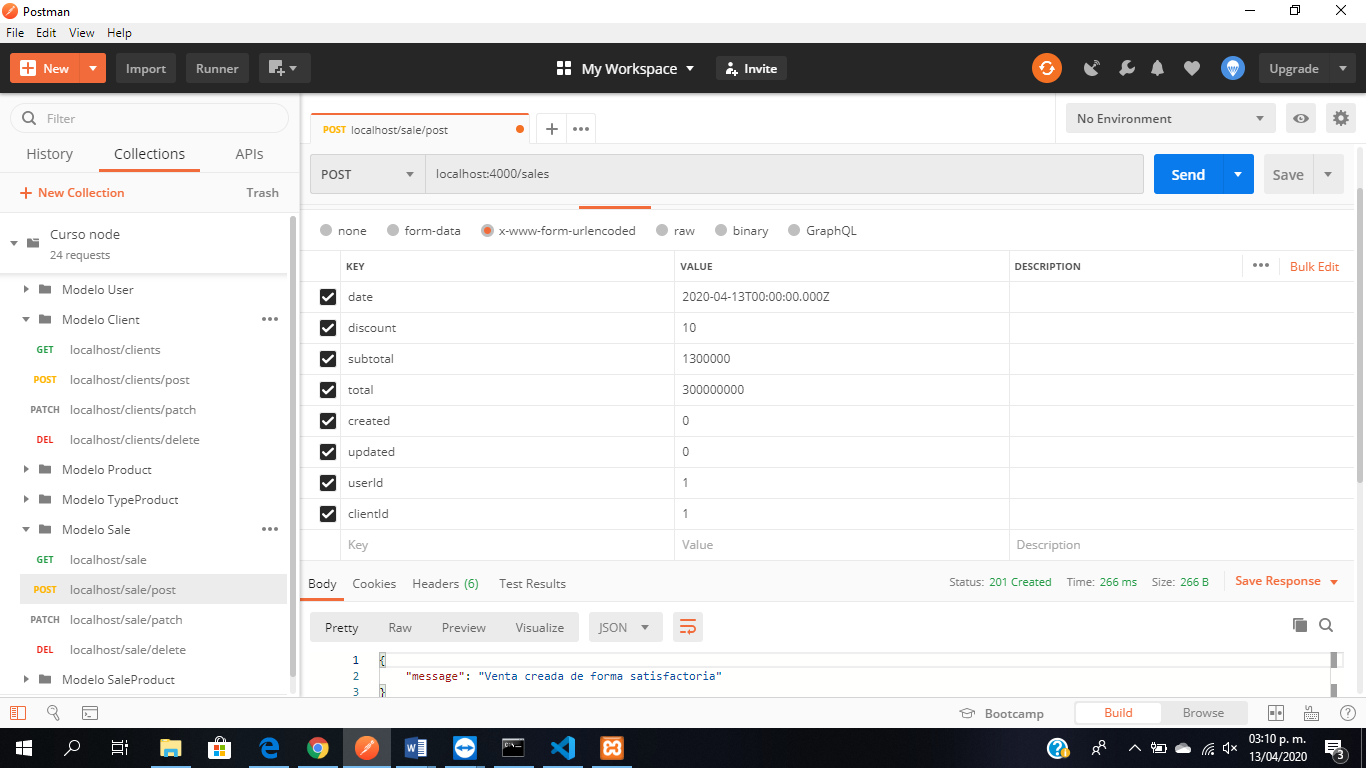 Postman
File Edit View Help
New Import Runner My Workspace Invite Upgrade
Filter
History Collections APIs
New Collection Trash
Curso node
24 requests
Modelo User
Modelo Client
GET localhost/clients
POST localhost/clients/post
PATCH localhost/clients/patch
DEL localhost/clients/delete
Modelo Product
Modelo TypeProduct
Modelo Sale
GET localhost/sale
POST localhost/sale/post
PATCH localhost/sale/patch
DEL localhost/sale/delete
Modelo SaleProduct
POST localhost/sale/post
No Environment
POST localhost:4000/sales Send Save
none form-data x-www-form-urlencoded raw binary GraphQL
KEY VALUE DESCRIPTION Bulk Edit
date 2020-04-13T00:00:00.000Z
discount 10
subtotal 1300000
total 300000000
created 0
updated 0
userId 1
clientId 1
Key Value Description
Body Cookies Headers (6) Test Results Status: 201 Created Time: 266 ms Size: 266 B Save Response
Pretty Raw Preview Visualize JSON
1 {
2 "message": "Venta creada de forma satisfactoria"
3 }
Bootcamp Build Browse
03:10 p. m.
13/04/2020
3